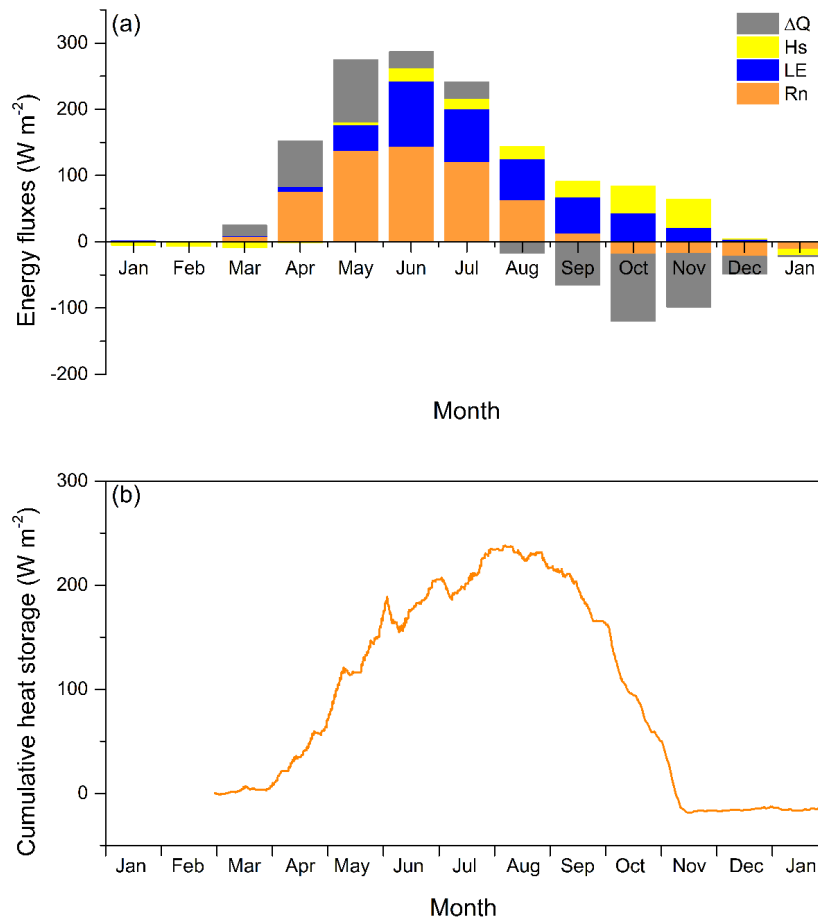 (a)
ΔQ
Hs
LE
Rn
300
200
100
0
-100
-200
Energy fluxes (W m-2)
Jan Feb Mar Apr May Jun Jul Aug Sep Oct Nov Dec Jan
Month
(b)
300
200
100
0
Cumulative heat storage (W m-2)
Jan Feb Mar Apr May Jun Jul Aug Sep Oct Nov Dec Jan
Month